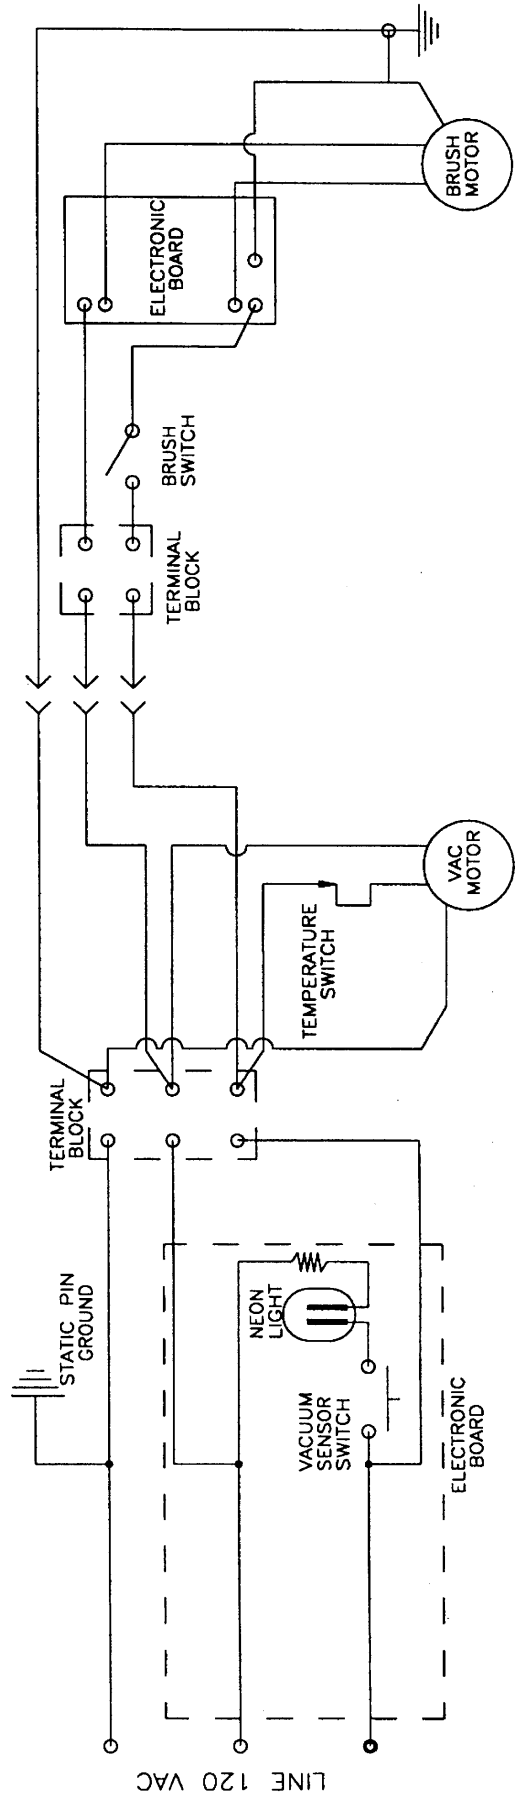 LINE 120 VAC
STATIC PIN
GROUND
TERMINAL
BLOCK
NEON
LIGHT
VACUUM
SENSOR
SWITCH
ELECTRONIC
BOARD
TEMPERATURE
SWITCH
VAC
MOTOR
TERMINAL
BLOCK
BRUSH
SWITCH
ELECTRONIC
BOARD
BRUSH
MOTOR